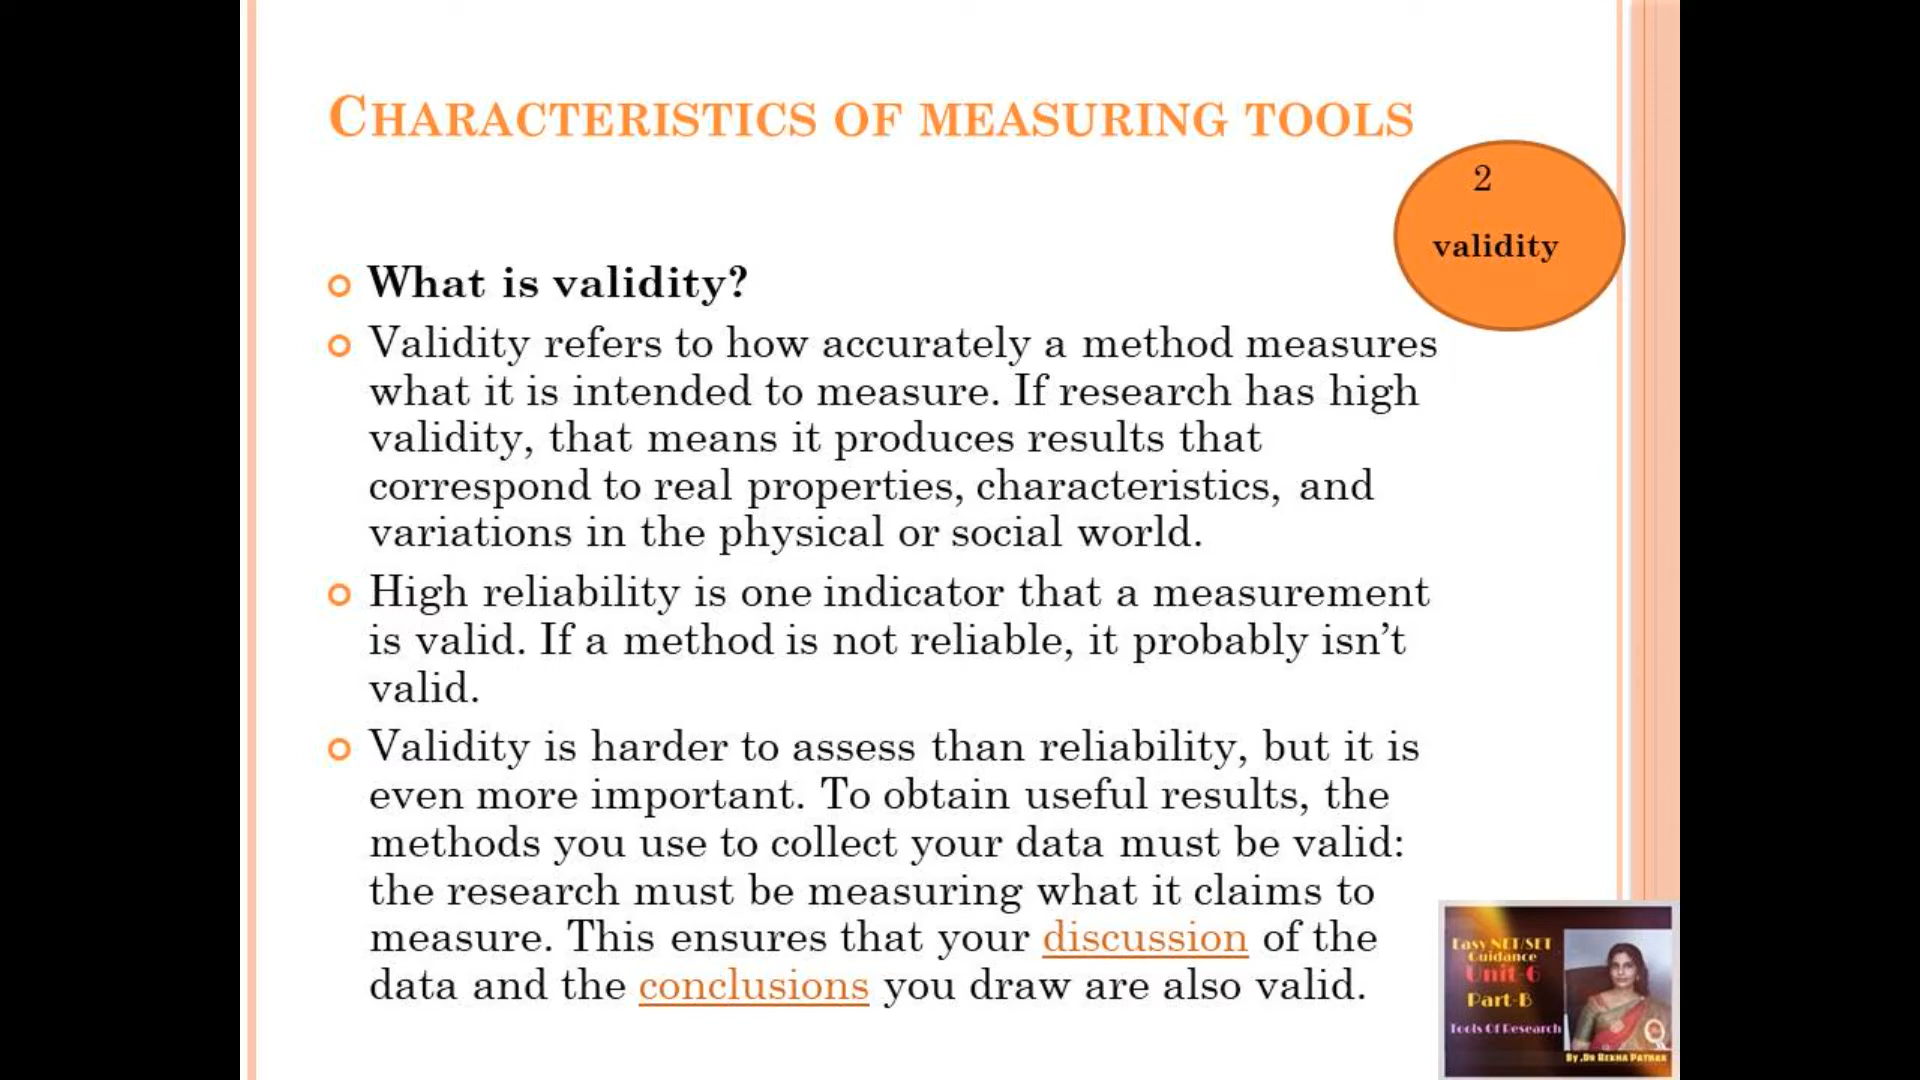 CHARACTERISTICS OF MEASURING TOOLS
2
validity
What is validity?
Validity refers to how accurately a method measures
what it is intended to measure. If research has high
validity, that means it produces results that
correspond to real properties, characteristics, and
variations in the physical or social world.
High reliability is one indicator that a measurement
is valid. If a method is not reliable, it probably isn’t
valid.
Validity is harder to assess than reliability, but it is
even more important. To obtain useful results, the
methods you use to collect your data must be valid:
the research must be measuring what it claims to
measure. This ensures that your discussion of the
data and the conclusions you draw are also valid.
Easy NET/SET
Guidance
Unit-6
Part-B
Tools Of Research
By ,Dr Rekha Pathak